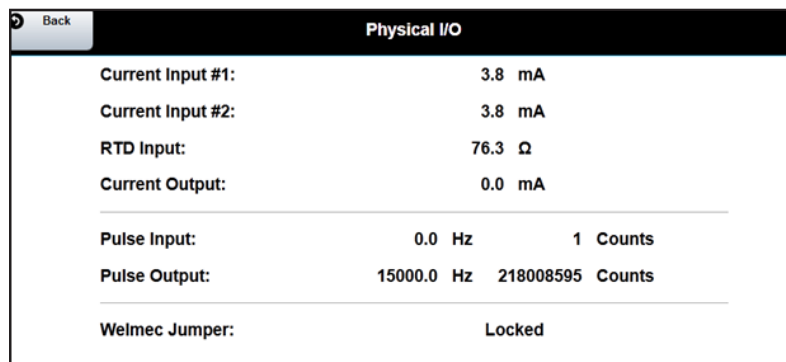 Back
Physical I/O
Current Input #1: 3.8 mA
Current Input #2: 3.8 mA
RTD Input: 76.3 Ω
Current Output: 0.0 mA
Pulse Input: 0.0 Hz 1 Counts
Pulse Output: 15000.0 Hz 218008595 Counts
Welmec Jumper: Locked